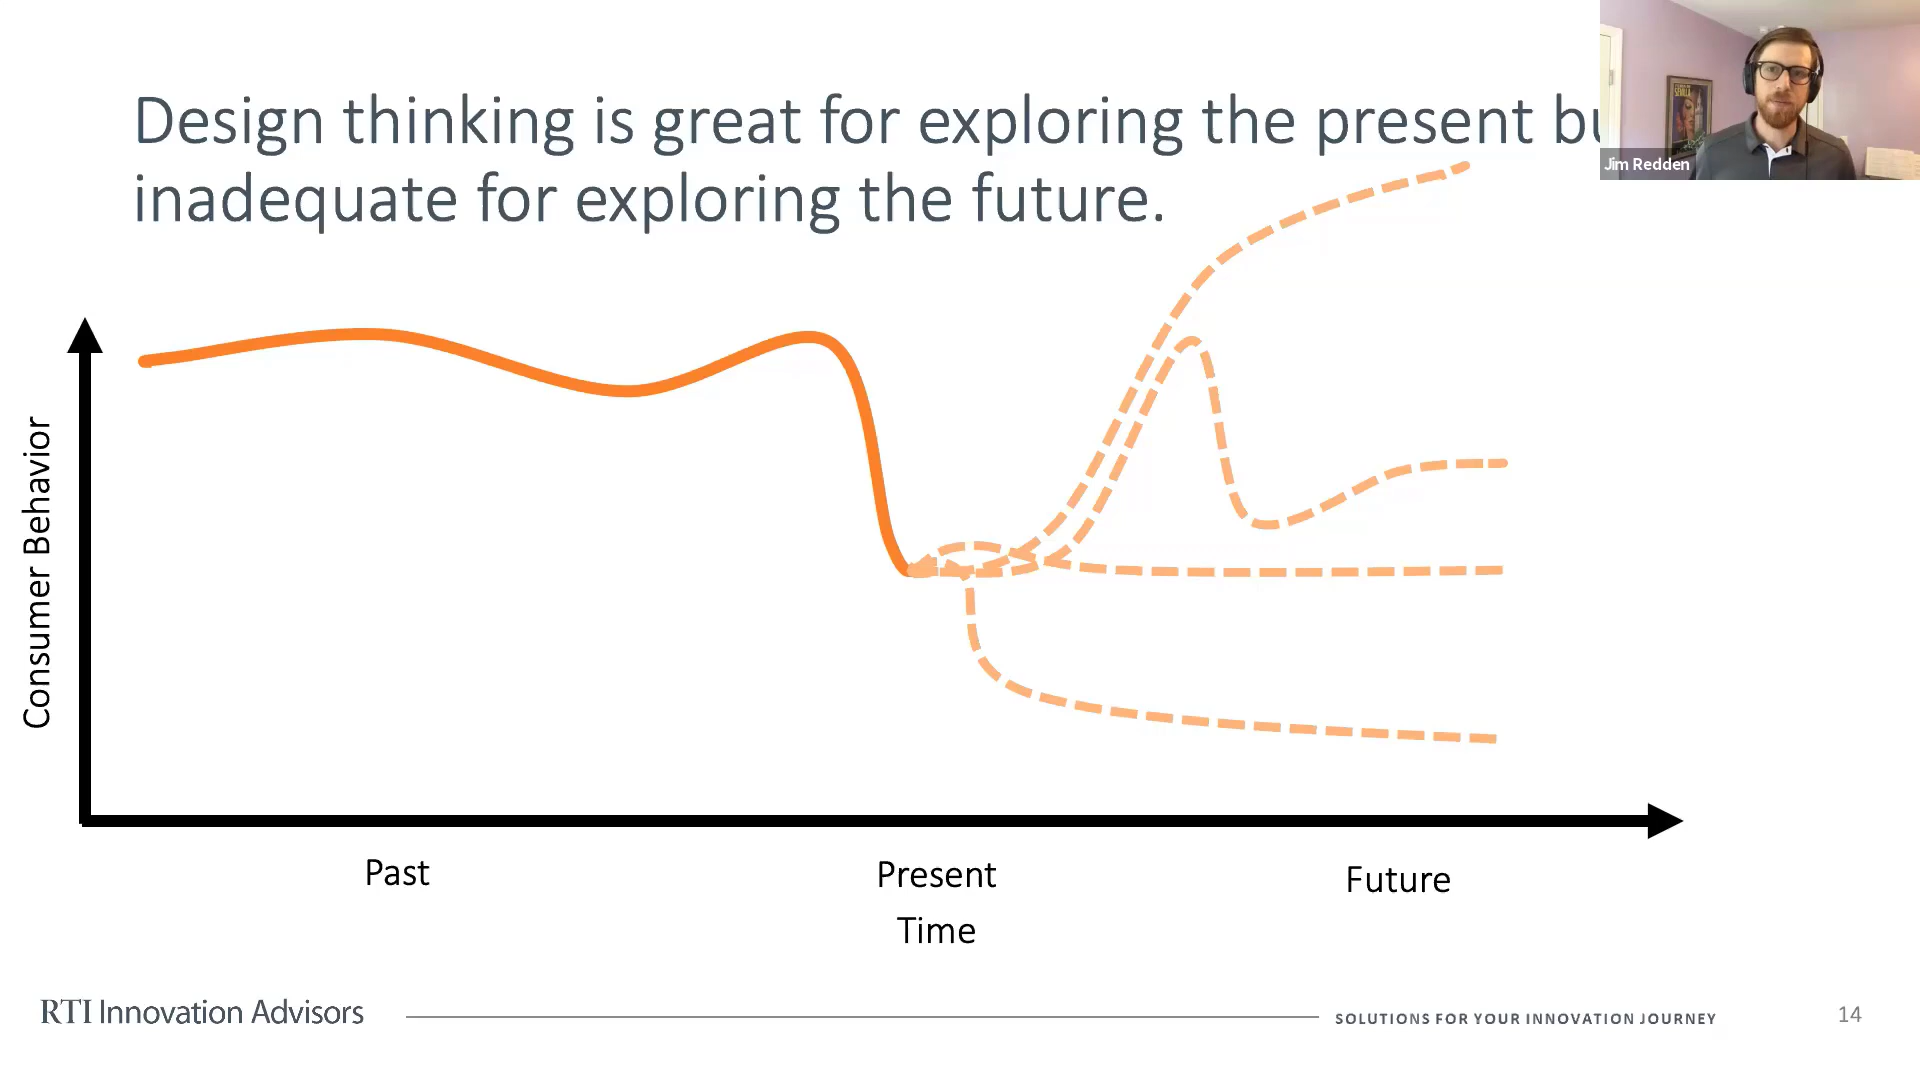 Design thinking is great for exploring the present
inadequate for exploring the future.
Jim Redden
Consumer Behavior
Past
Present
Future
Time
RTI Innovation Advisors
SOLUTIONS FOR YOUR INNOVATION JOURNEY
14